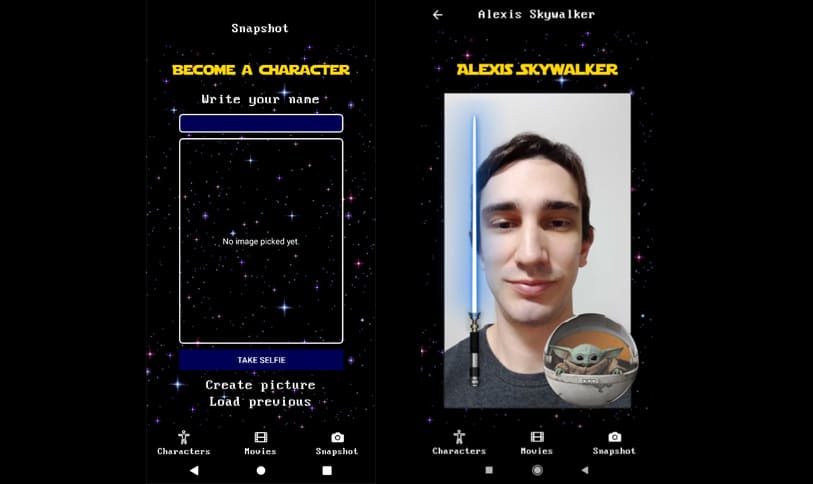 Snapshot
BECOME A CHARACTER
Write your name
No image picked yet.
TAKE SELFIE
Create picture
Load previous
Characters
Movies
Snapshot
Alexis Skywalker
ALEXIS SKYWALKER
Characters
Movies
Snapshot